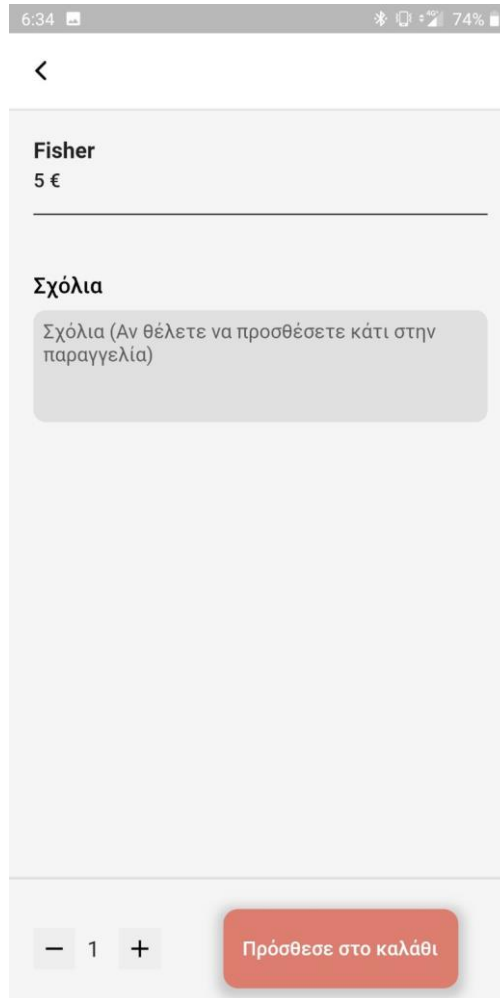 6:34 74%
Fisher
5 €
Σχόλια
Σχόλια (Αν θέλετε να προσθέσετε κάτι στην
παραγγελία)
− 1 + Πρόσθεσε στο καλάθι